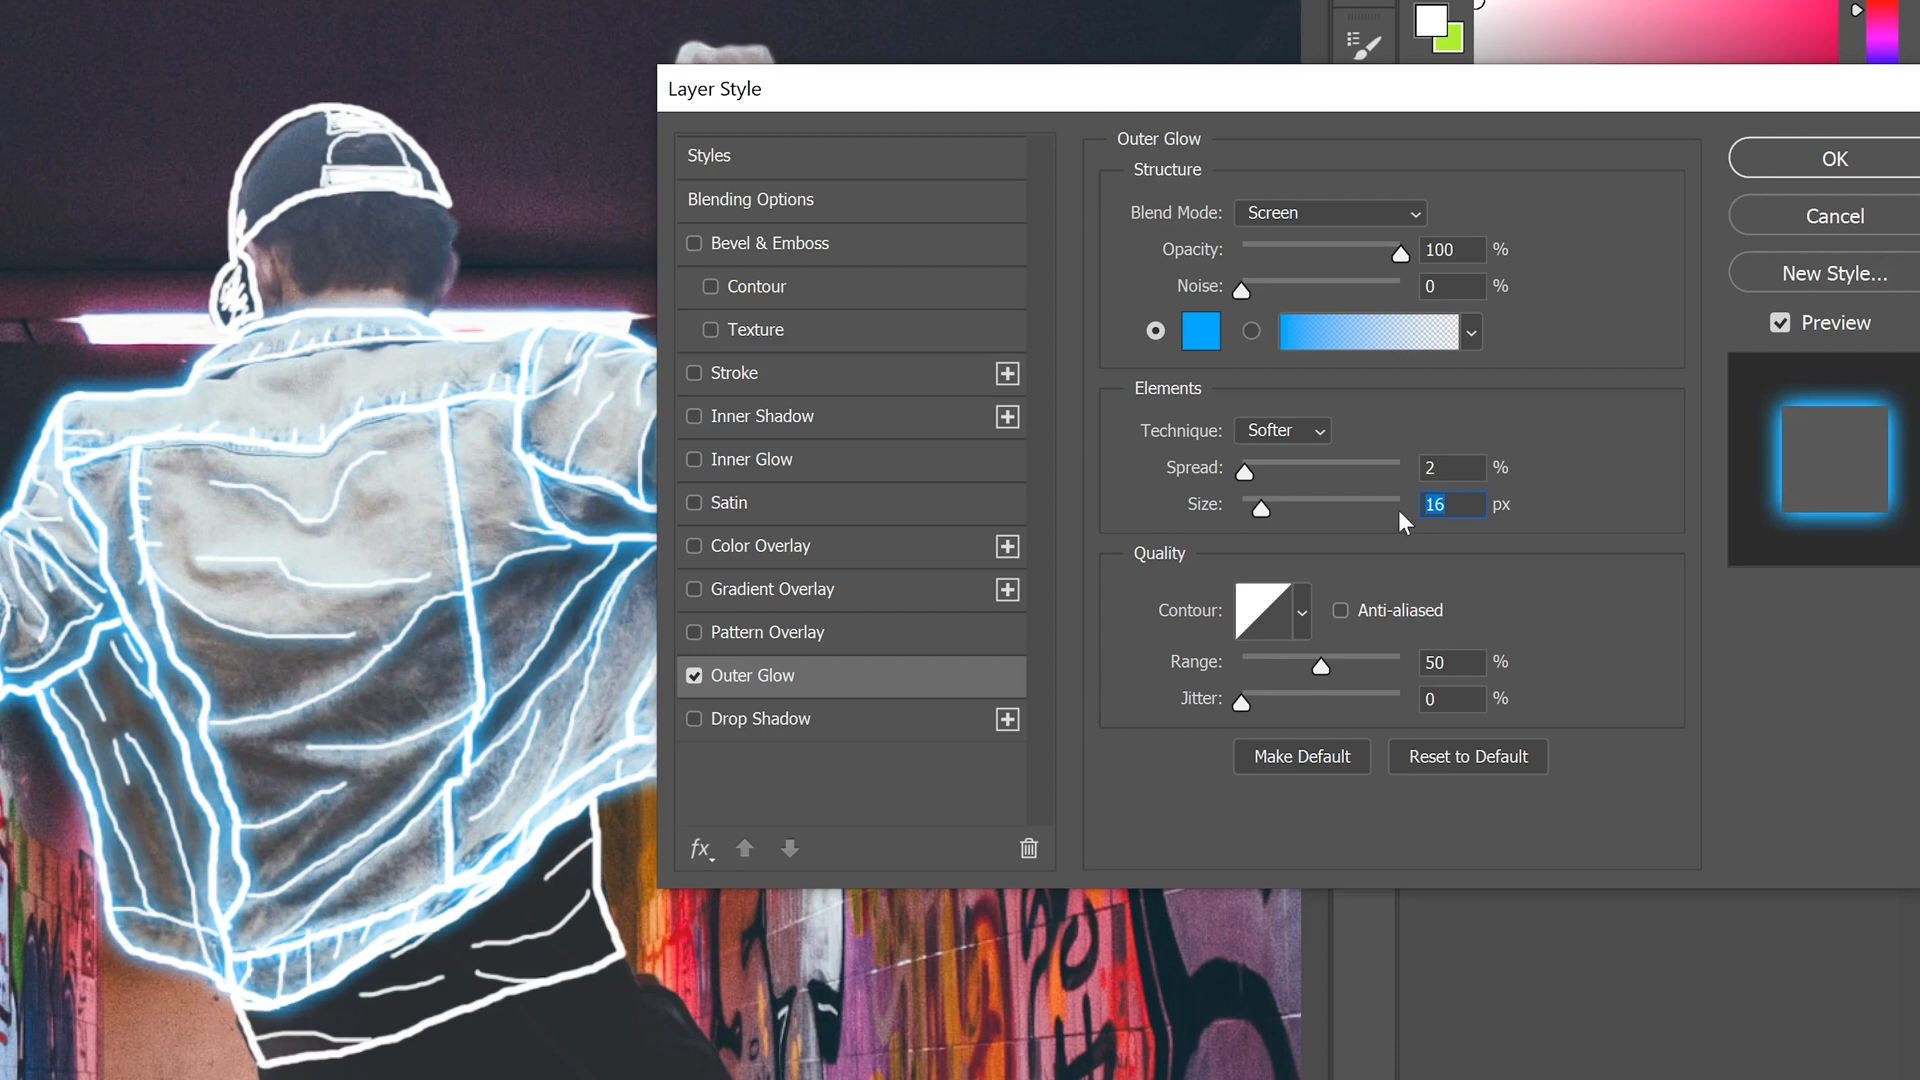 Layer Style
Styles
Blending Options
Bevel & Emboss
Contour
Texture
Stroke
Inner Shadow
Inner Glow
Satin
Color Overlay
Gradient Overlay
Pattern Overlay
Outer Glow
Drop Shadow
fx
Outer Glow
Structure
Blend Mode: Screen
Opacity: 100 %
Noise: 0 %
Elements
Technique: Softer
Spread: 2 %
Size: 16 px
Quality
Contour: Anti-aliased
Range: 50 %
Jitter: 0 %
Make Default Reset to Default
OK
Cancel
New Style...
Preview